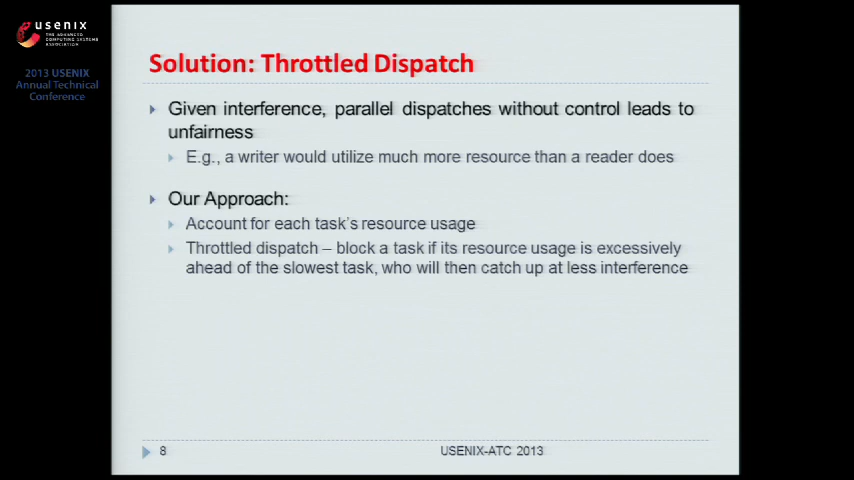 usenix
THE ADVANCED
COMPUTING SYSTEMS
ASSOCIATION
2013 USENIX
Annual Technical
Conference
Solution: Throttled Dispatch
Given interference, parallel dispatches without control leads to
unfairness
E.g., a writer would utilize much more resource than a reader does
Our Approach:
Account for each task's resource usage
Throttled dispatch – block a task if its resource usage is excessively
ahead of the slowest task, who will then catch up at less interference
8
USENIX-ATC 2013